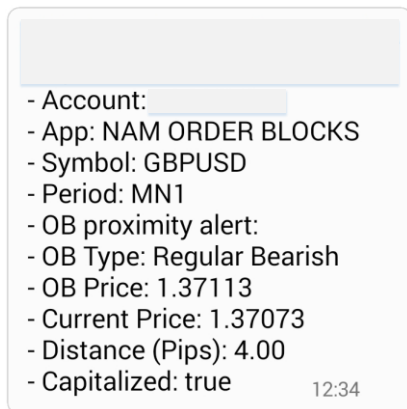 - Account:
- App: NAM ORDER BLOCKS
- Symbol: GBPUSD
- Period: MN1
- OB proximity alert:
- OB Type: Regular Bearish
- OB Price: 1.37113
- Current Price: 1.37073
- Distance (Pips): 4.00
- Capitalized: true
12:34